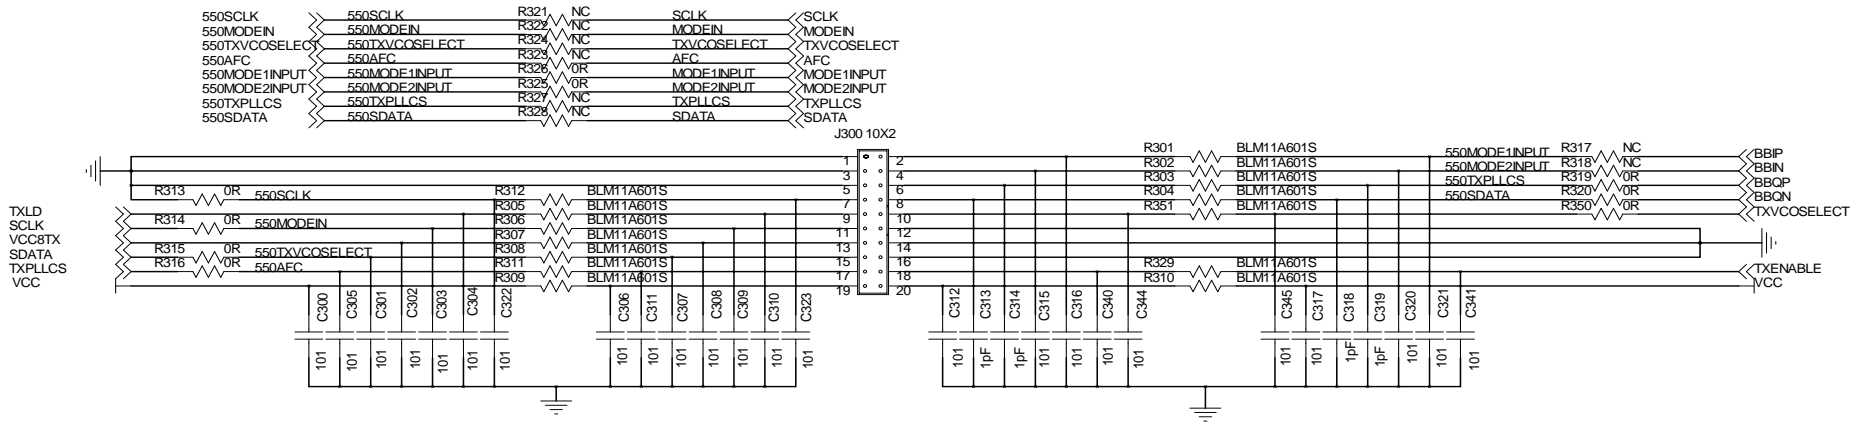 550SCLK 550SCLK R321 NC SCLK SCLK
550MODEIN 550MODEIN R322 NC MODEIN MODEIN
550TXVCOSELECT 550TXVCOSELECT R324 NC TXVCOSELECT TXVCOSELECT
550AFC 550AFC R323 NC AFC AFC
550MODE1INPUT 550MODE1INPUT R326 0R MODE1INPUT MODE1INPUT
550MODE2INPUT 550MODE2INPUT R325 0R MODE2INPUT MODE2INPUT
550TXPLLCS 550TXPLLCS R327 NC TXPLLCS TXPLLCS
550SDATA 550SDATA R328 NC SDATA SDATA
J300 10X2
1 2 R301 BLM11A601S 550MODE1INPUT R317 NC BBIP
3 4 R302 BLM11A601S 550MODE2INPUT R318 NC BBIN
5 6 R303 BLM11A601S 550TXPLLCS R319 0R BBQP
R313 0R 550SCLK R312 BLM11A601S 7 8 R304 BLM11A601S 550SDATA R320 0R BBQN
TXLD R305 BLM11A601S 9 10 R351 BLM11A601S R350 0R TXVCOSELECT
SCLK R314 0R 550MODEIN R306 BLM11A601S 11 12
VCC8TX R307 BLM11A601S 13 14
SDATA R315 0R 550TXVCOSELECT R308 BLM11A601S 15 16
TXPLLCS R316 0R 550AFC R311 BLM11A601S 17 18 R329 BLM11A601S TXENABLE
VCC R309 BLM11A601S 19 20 R310 BLM11A601S VCC
C300 C305 C301 C302 C303 C304 C322 C306 C311 C307 C308 C309 C310 C323 C312 C313 C314 C315 C316 C340 C344 C345 C317 C318 C319 C320 C321 C341
101 101 101 101 101 101 101 101 101 101 101 101 101 101 101 1pF 1pF 101 101 101 101 101 101 1pF 1pF 101 101 101